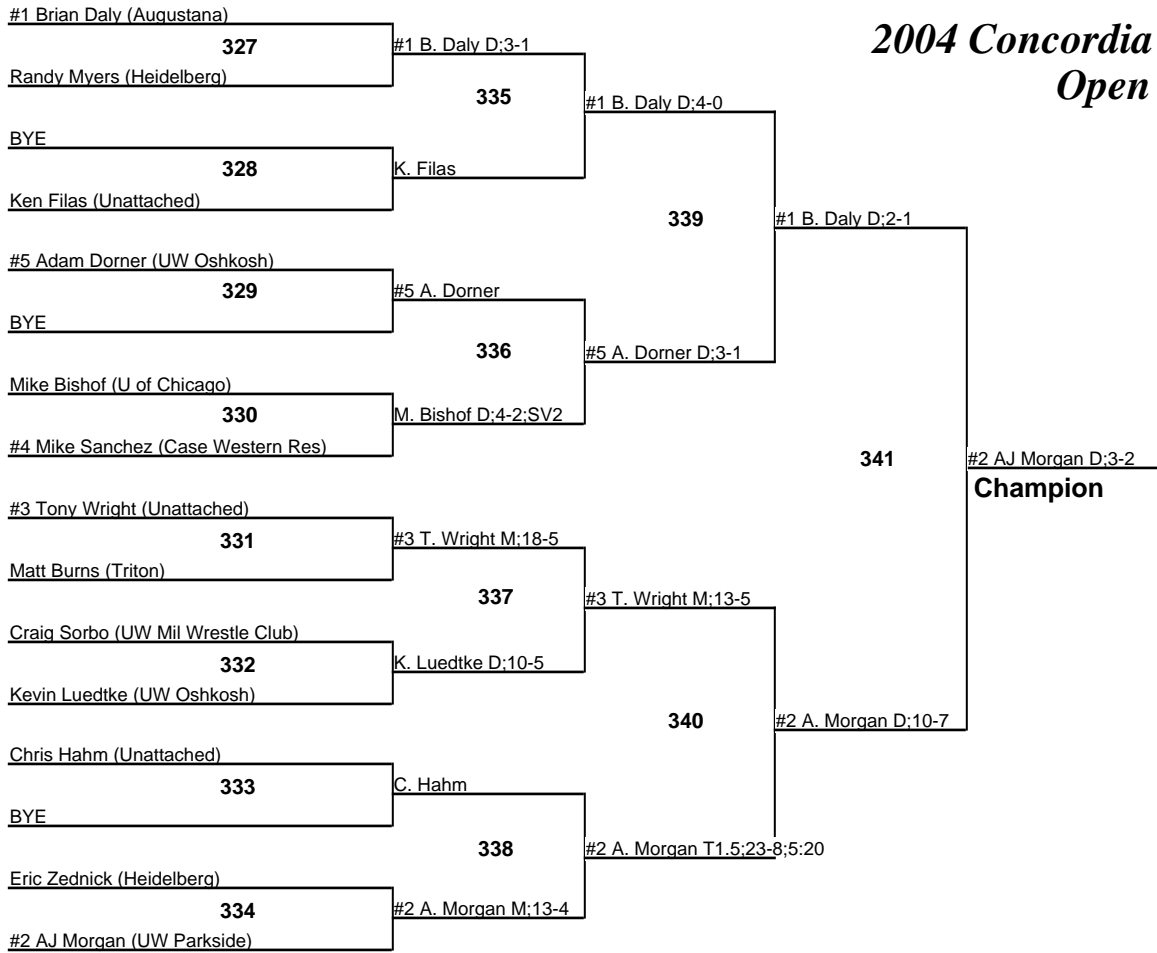 2004 Concordia
Open
#1 Brian Daly (Augustana)
327
Randy Myers (Heidelberg)
BYE
328
Ken Filas (Unattached)
#5 Adam Dorner (UW Oshkosh)
329
BYE
Mike Bishof (U of Chicago)
330
#4 Mike Sanchez (Case Western Res)
#3 Tony Wright (Unattached)
331
Matt Burns (Triton)
Craig Sorbo (UW Mil Wrestle Club)
332
Kevin Luedtke (UW Oshkosh)
Chris Hahm (Unattached)
333
BYE
Eric Zednick (Heidelberg)
334
#2 AJ Morgan (UW Parkside)
#1 B. Daly D;3-1
335
K. Filas
#5 A. Dorner
336
M. Bishof D;4-2;SV2
#3 T. Wright M;18-5
337
K. Luedtke D;10-5
C. Hahm
338
#2 A. Morgan M;13-4
#1 B. Daly D;4-0
339
#5 A. Dorner D;3-1
#3 T. Wright M;13-5
340
#2 A. Morgan T1.5;23-8;5:20
#1 B. Daly D;2-1
341
#2 A. Morgan D;10-7
#2 AJ Morgan D;3-2
Champion